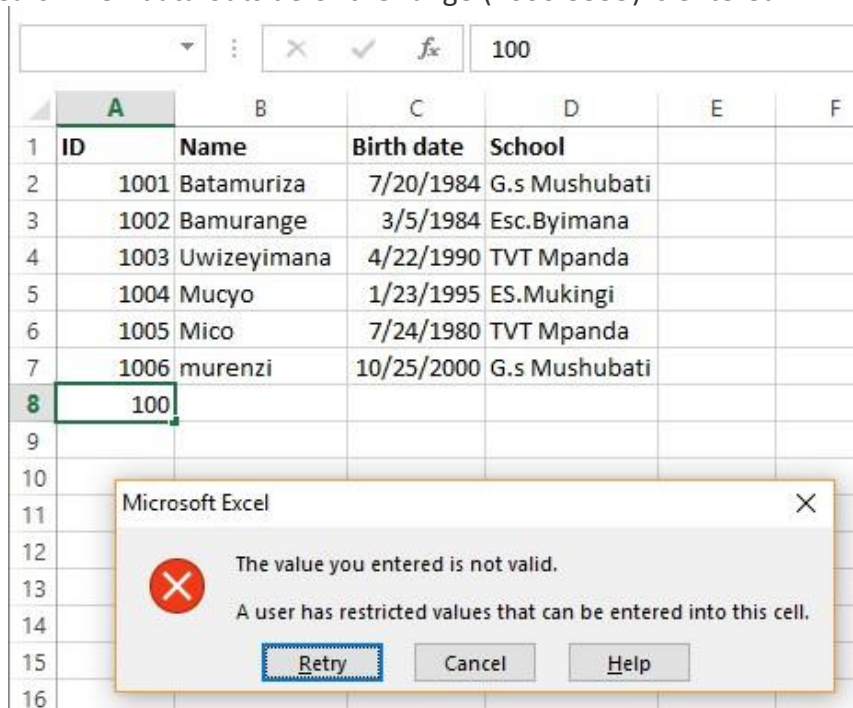 100
A B C D E F
1 ID Name Birth date School
2 1001 Batamuriza 7/20/1984 G.s Mushubati
3 1002 Bamurange 3/5/1984 Esc.Byimana
4 1003 Uwizeyimana 4/22/1990 TVT Mpanda
5 1004 Mucyo 1/23/1995 ES.Mukingi
6 1005 Mico 7/24/1980 TVT Mpanda
7 1006 murenzi 10/25/2000 G.s Mushubati
8 100
9
10
11
12
13
14
15
16
Microsoft Excel
The value you entered is not valid.
A user has restricted values that can be entered into this cell.
Retry Cancel Help